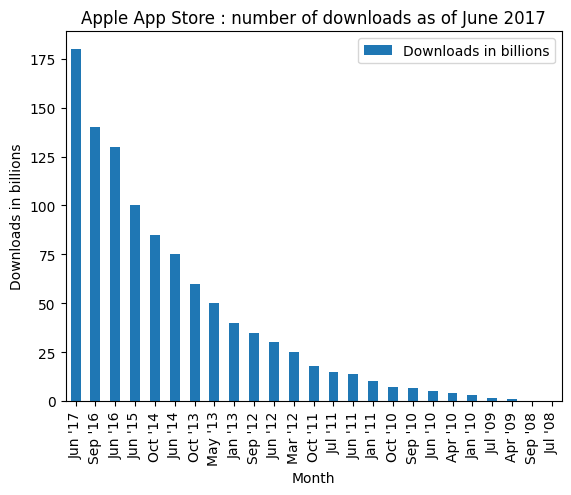 Apple App Store : number of downloads as of June 2017
Downloads in billions
Downloads in billions
175
150
125
100
75
50
25
0
Jun '17
Sep '16
Jun '16
Jun '15
Oct '14
Jun '14
Oct '13
May '13
Jan '13
Sep '12
Jun '12
Mar '12
Oct '11
Jul '11
Jun '11
Jan '11
Oct '10
Sep '10
Jun '10
Apr '10
Jan '10
Jul '09
Apr '09
Sep '08
Jul '08
Month